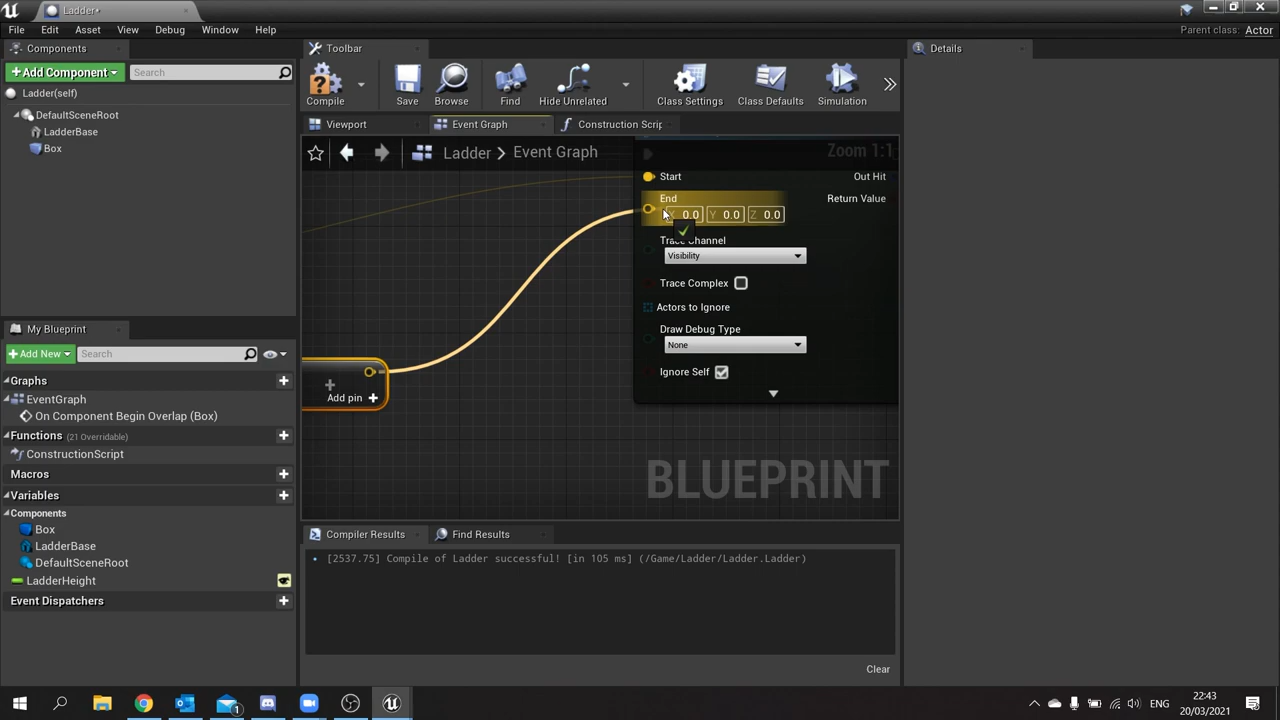 Ladder*
File Edit Asset View Debug Window Help
Parent class: Actor
Components
Toolbar
Details
Add Component
Search
Ladder(self)
DefaultSceneRoot
LadderBase
Box
Compile
Save
Browse
Find
Hide Unrelated
Class Settings
Class Defaults
Simulation
Viewport
Event Graph
Construction Scrip
Ladder > Event Graph
Zoom 1:1
Start
Out Hit
End
Return Value
0.0 Y 0.0 Z 0.0
Trace Channel
Visibility
Trace Complex
Actors to Ignore
Draw Debug Type
None
Ignore Self
Add pin
BLUEPRINT
My Blueprint
Add New
Search
Graphs
EventGraph
On Component Begin Overlap (Box)
Functions (21 Overridable)
ConstructionScript
Macros
Variables
Components
Box
LadderBase
DefaultSceneRoot
LadderHeight
Event Dispatchers
Compiler Results
Find Results
[2537.75] Compile of Ladder successful! [in 105 ms] (/Game/Ladder/Ladder.Ladder)
Clear
1
ENG
22:43
20/03/2021